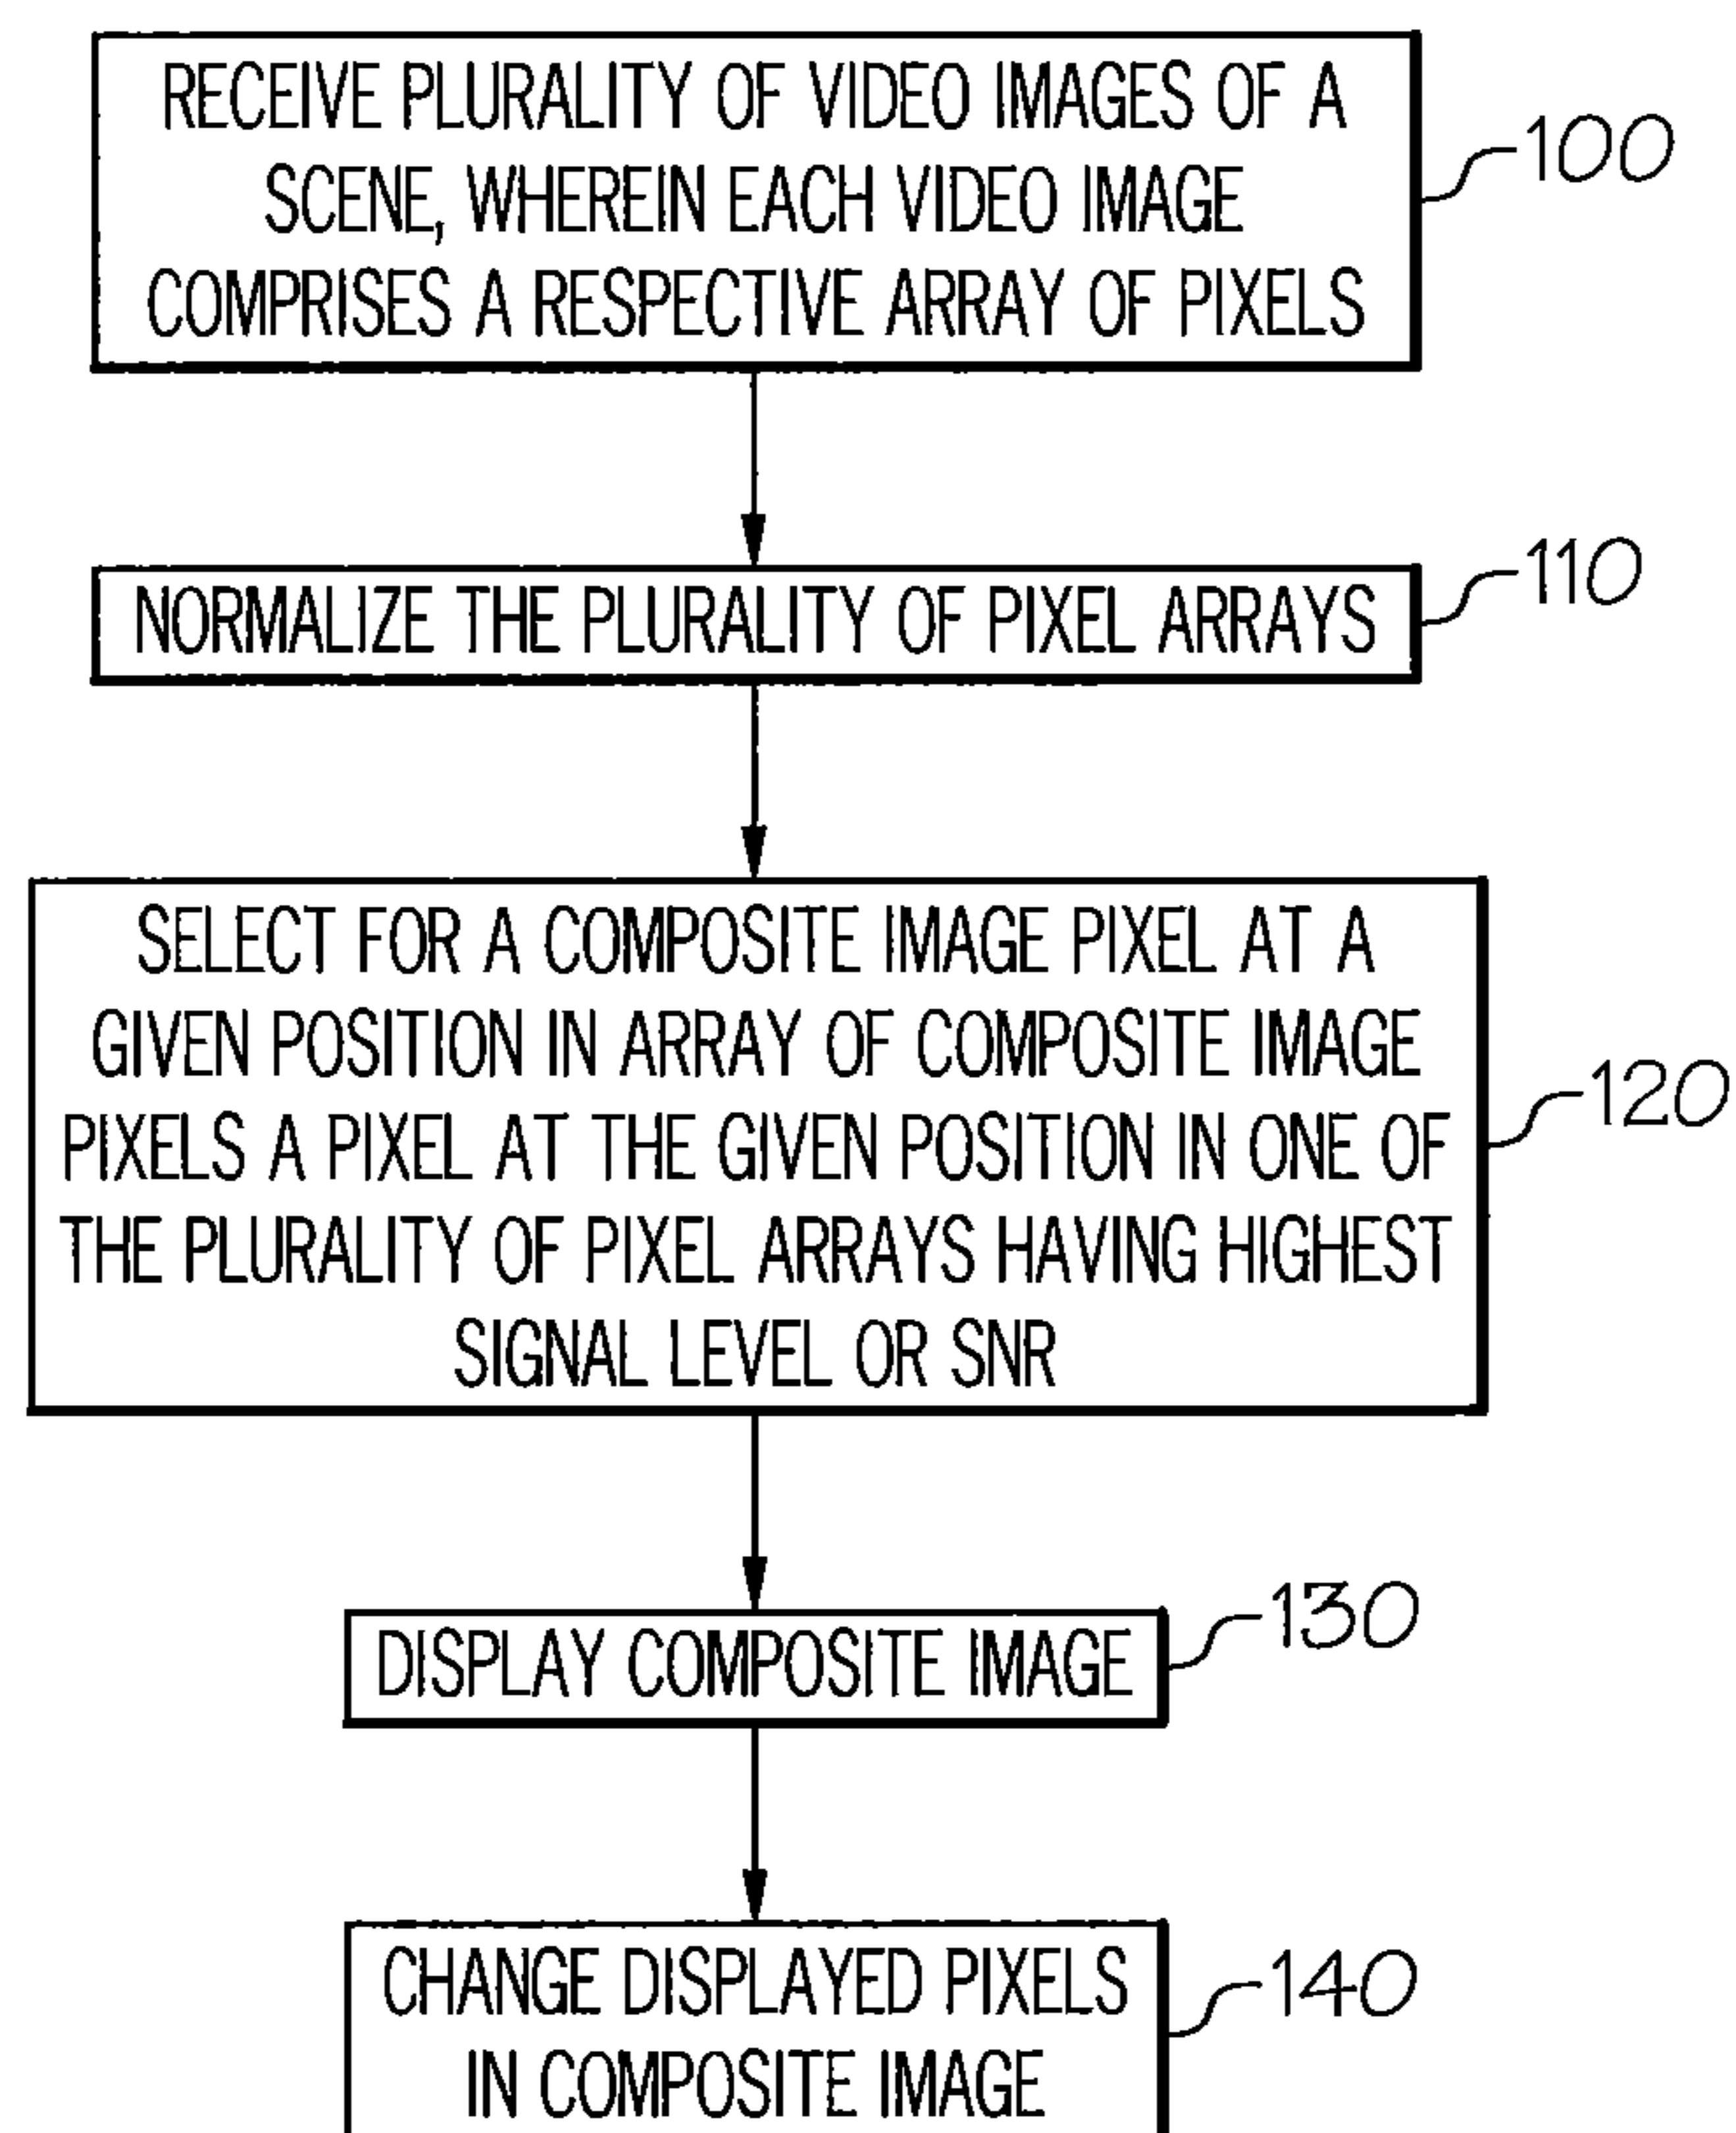 RECEIVE PLURALITY OF VIDEO IMAGES OF A
SCENE, WHEREIN EACH VIDEO IMAGE
COMPRISES A RESPECTIVE ARRAY OF PIXELS
100
NORMALIZE THE PLURALITY OF PIXEL ARRAYS
110
SELECT FOR A COMPOSITE IMAGE PIXEL AT A
GIVEN POSITION IN ARRAY OF COMPOSITE IMAGE
PIXELS A PIXEL AT THE GIVEN POSITION IN ONE OF
THE PLURALITY OF PIXEL ARRAYS HAVING HIGHEST
SIGNAL LEVEL OR SNR
120
DISPLAY COMPOSITE IMAGE
130
CHANGE DISPLAYED PIXELS
IN COMPOSITE IMAGE
140